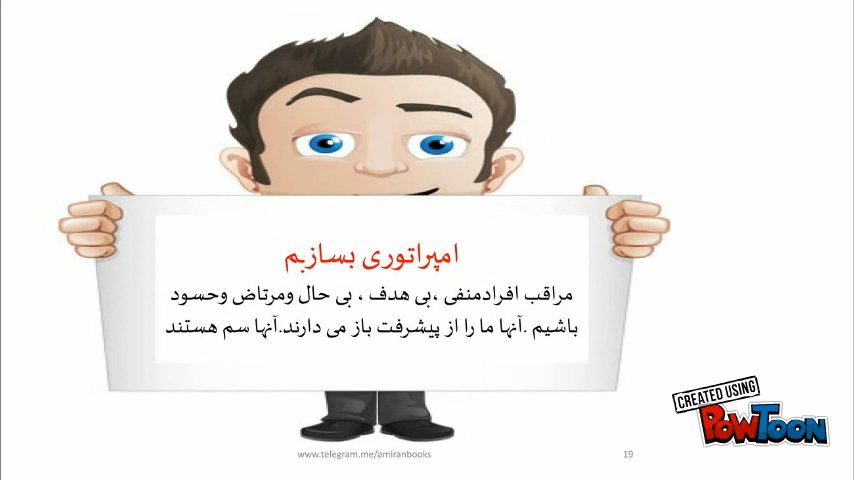 امپراتوری بسازیم
مراقب افرادمنفی ،بی هدف ، بی حال ومرتاض وحسود
باشیم .آنها ما را از پیشرفت باز می دارند.آنها سم هستند
CREATED USING
POWTOON
www.telegram.me/amiranbooks
19